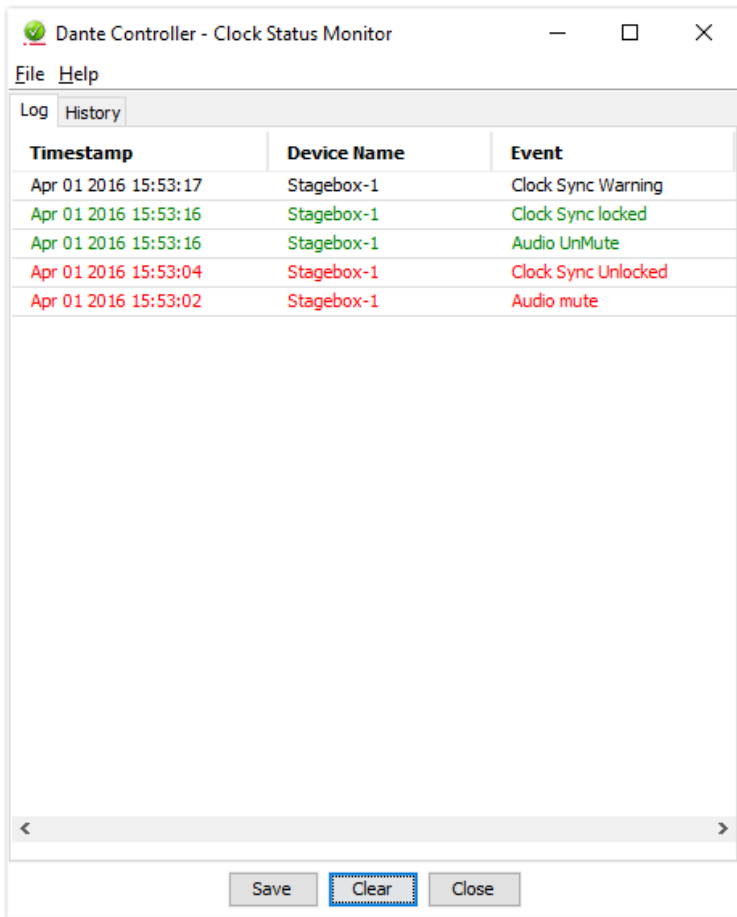 Dante Controller - Clock Status Monitor
File Help
Log History
Timestamp Device Name Event
Apr 01 2016 15:53:17 Stagebox-1 Clock Sync Warning
Apr 01 2016 15:53:16 Stagebox-1 Clock Sync locked
Apr 01 2016 15:53:16 Stagebox-1 Audio UnMute
Apr 01 2016 15:53:04 Stagebox-1 Clock Sync Unlocked
Apr 01 2016 15:53:02 Stagebox-1 Audio mute
Save Clear Close